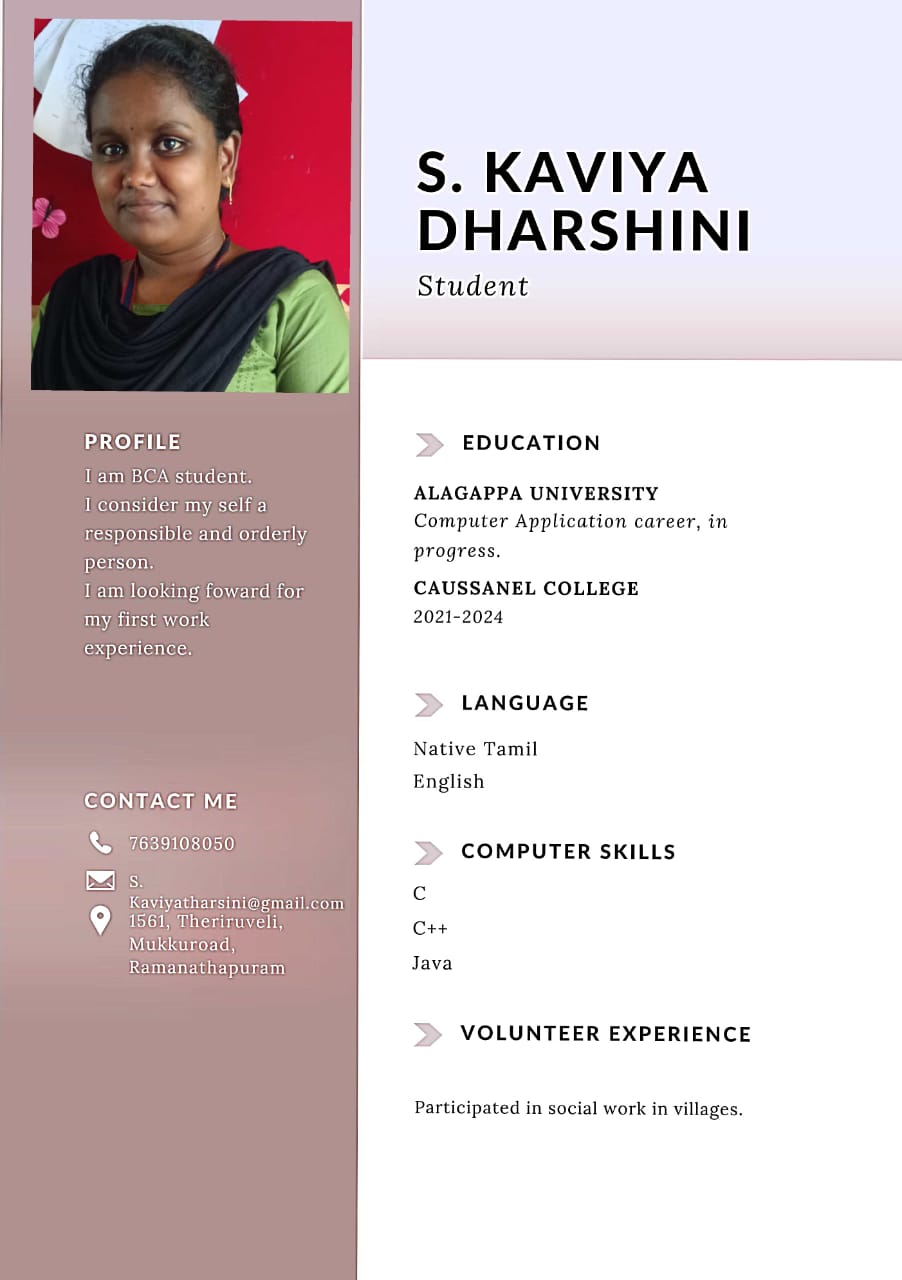 S. KAVIYA
DHARSHINI
Student
PROFILE
I am BCA student.
I consider my self a
responsible and orderly
person.
I am looking foward for
my first work
experience.
CONTACT ME
7639108050
S.
Kaviyatharsini@gmail.com
1561, Theriruveli,
Mukkuroad,
Ramanathapuram
EDUCATION
ALAGAPPA UNIVERSITY
Computer Application career, in
progress.
CAUSSANEL COLLEGE
2021-2024
LANGUAGE
Native Tamil
English
COMPUTER SKILLS
C
C++
Java
VOLUNTEER EXPERIENCE
Participated in social work in villages.